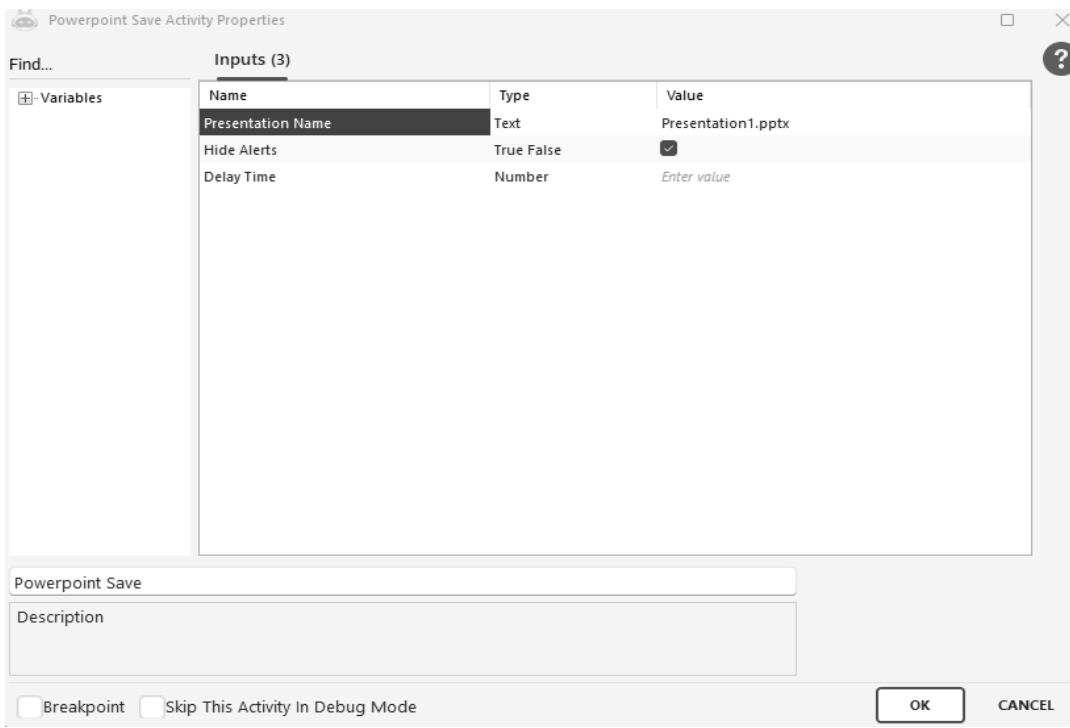 Powerpoint Save Activity Properties
Find...
Inputs (3)
?
Variables
Name Type Value
Presentation Name Text Presentation1.pptx
Hide Alerts True False
Delay Time Number Enter value
Powerpoint Save
Description
Breakpoint Skip This Activity In Debug Mode OK CANCEL